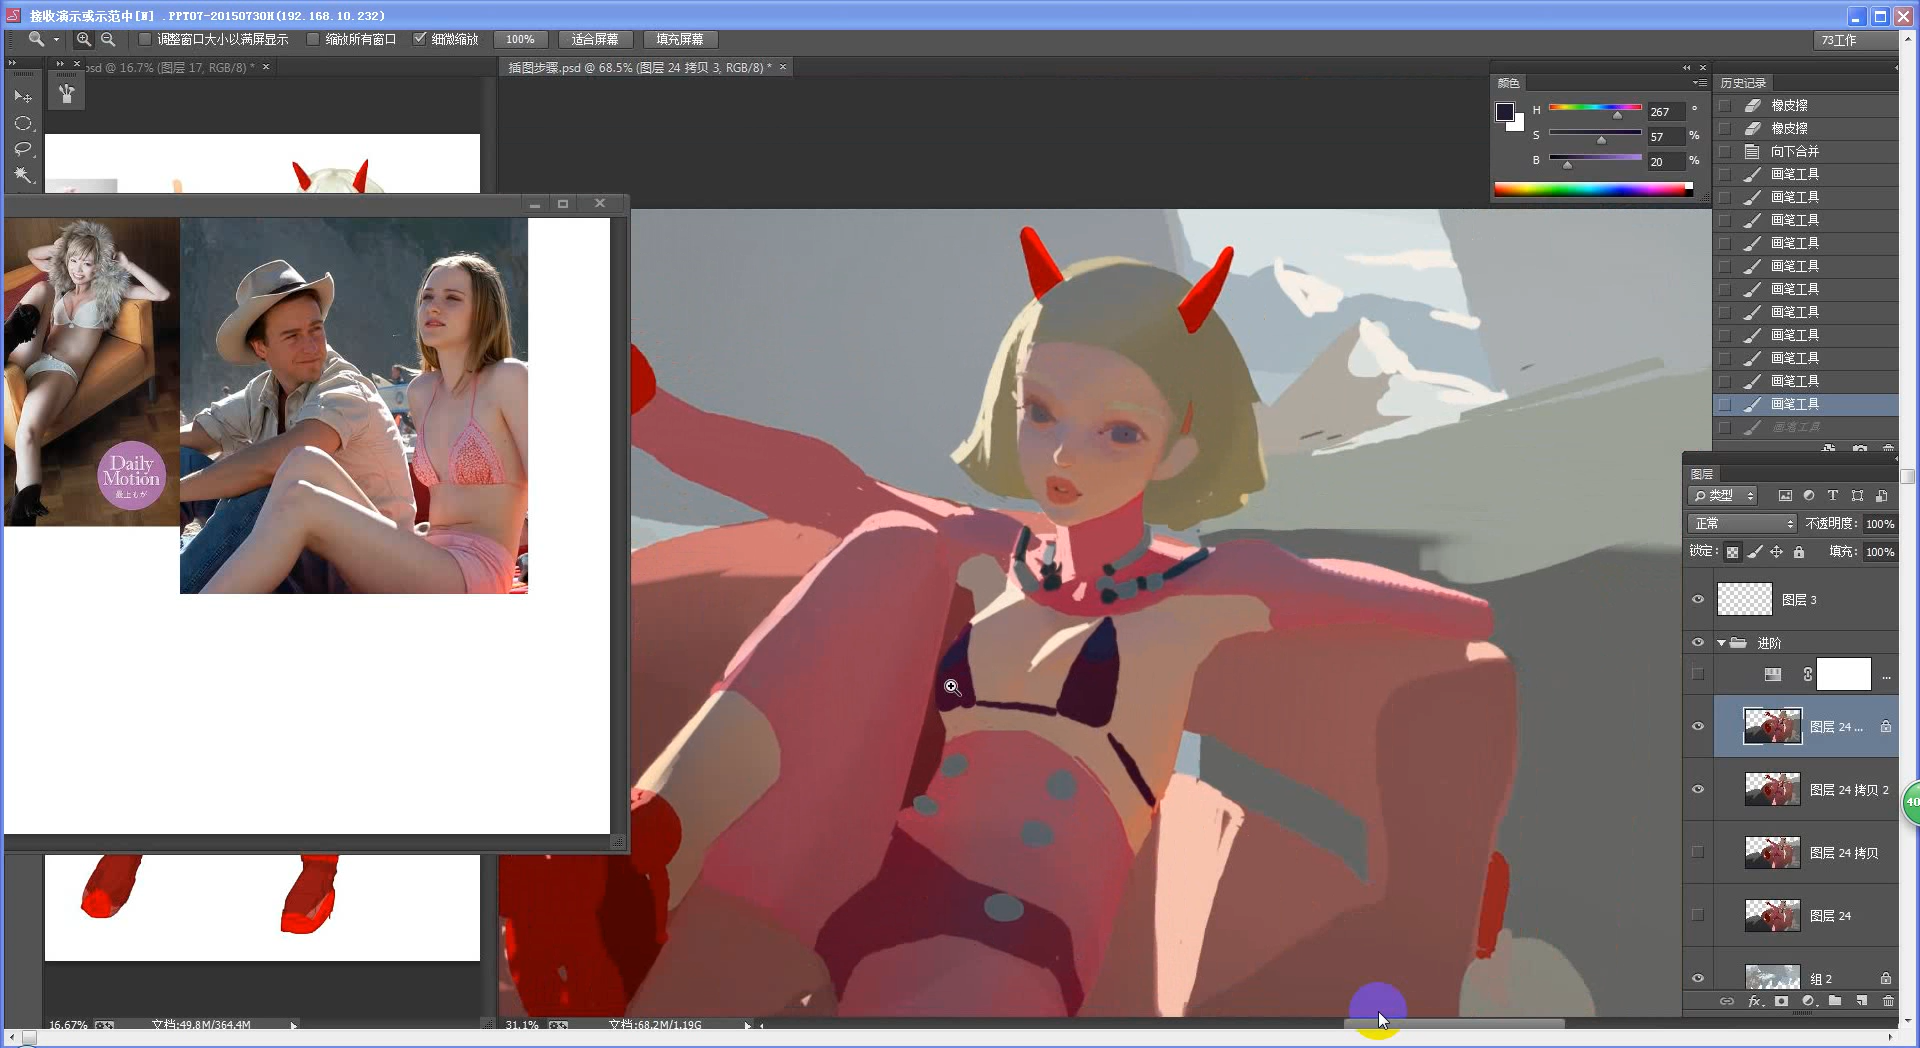 接收演示或示范中[N] .PPT07-20150730H(192.168.10.232)
调整窗口大小以满屏显示 缩放所有窗口 细微缩放 100% 适合屏幕 填充屏幕 73工作
psd @ 16.7% (图层 17, RGB/8) * ×
插图步骤.psd @ 68.5% (图层 24 拷贝 3, RGB/8) * ×
颜色
H 267 °
S 57 %
B 20 %
历史记录
橡皮擦
橡皮擦
向下合并
画笔工具
画笔工具
画笔工具
画笔工具
画笔工具
画笔工具
画笔工具
画笔工具
画笔工具
画笔工具
画笔工具
画笔工具
Daily
Motion
最上もが
图层
类型
正常 不透明度: 100%
锁定: 填充: 100%
图层 3
进阶
...
图层 24 ...
图层 24 拷贝 2
图层 24 拷贝
图层 24
组 2
fx
40
16.67% 文档:49.8M/364.4M
31.1% 文档:68.2M/1.19G